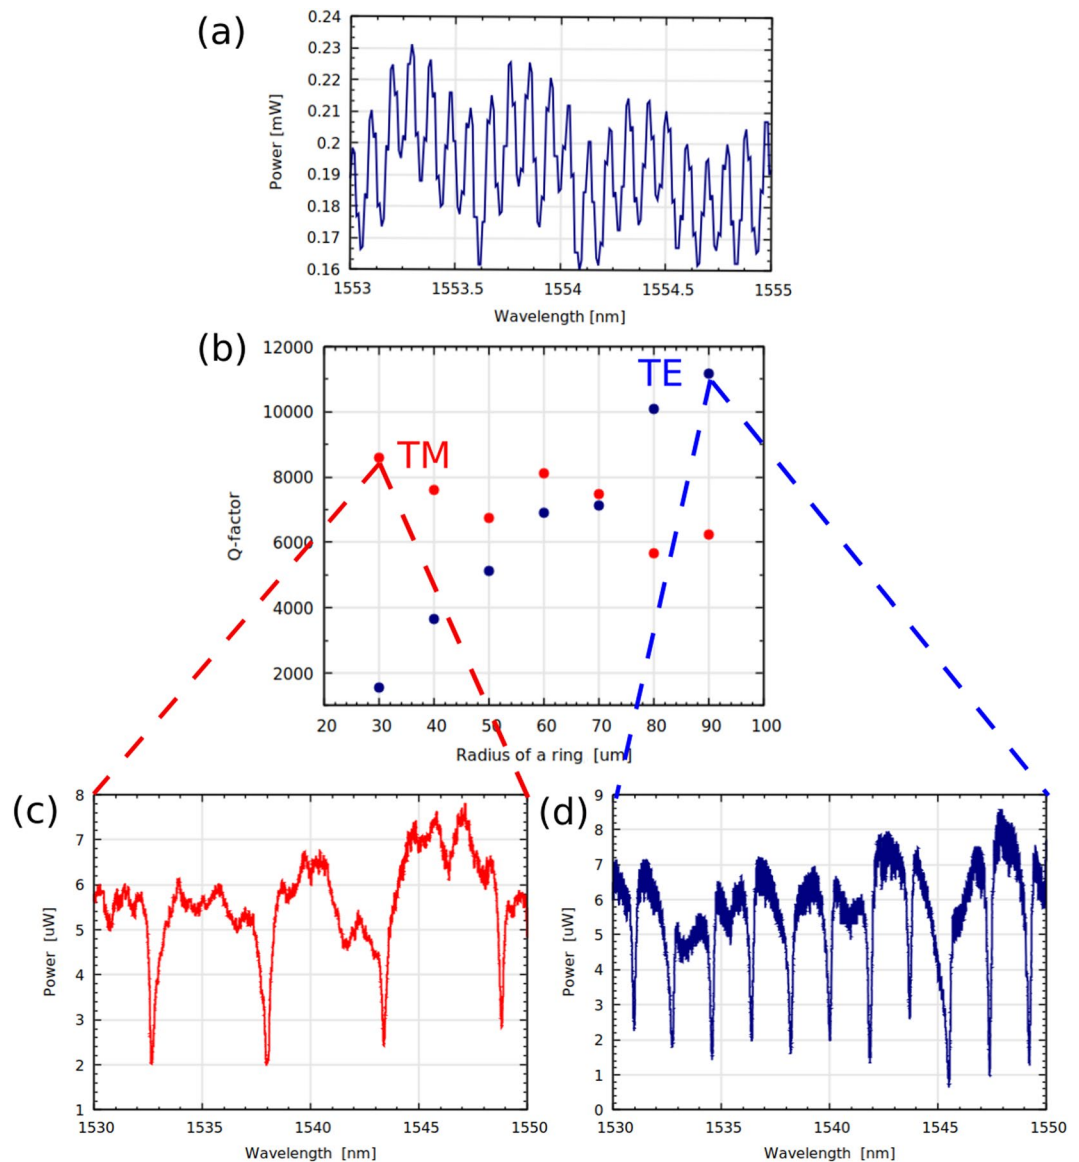 (a)
0.24
0.23
0.22
0.21
0.2
0.19
0.18
0.17
0.16
Power [mW]
1553 1553.5 1554 1554.5 1555
Wavelength [nm]
(b)
12000
10000
8000
6000
4000
2000
Q-factor
TE
TM
20 30 40 50 60 70 80 90 100
Radius of a ring [um]
(c)
8
7
6
5
4
3
2
1
Power [uW]
1530 1535 1540 1545 1550
Wavelength [nm]
(d)
9
8
7
6
5
4
3
2
1
0
Power [uW]
1530 1535 1540 1545 1550
Wavelength [nm]